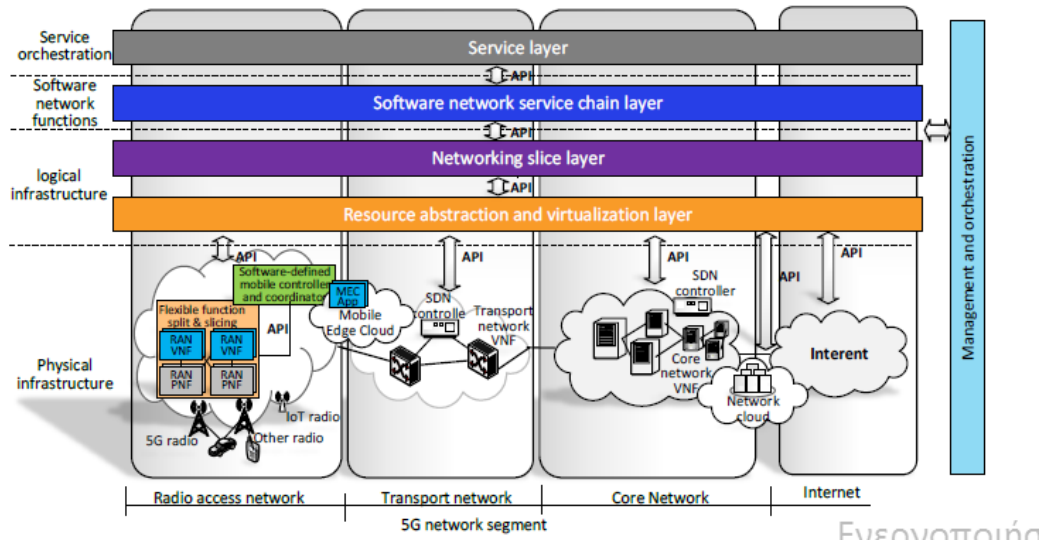 Service
orchestration
Service layer
API
Software
network
functions
Software network service chain layer
API
Networking slice layer
logical
infrastructure
API
Resource abstraction and virtualization layer
API
API
API
API
API
Management and orchestration
Software-defined
mobile controller
and coordinator
MEC
App
Mobile
Edge Cloud
SDN
controlle
Transport
network
VNF
SDN
controller
Flexible function
split & slicing
API
RAN
VNF
RAN
VNF
RAN
PNF
RAN
PNF
Core
network
VNF
Interent
Network
cloud
Physical
infrastructure
IoT radio
5G radio
Other radio
Radio access network
Transport network
Core Network
Internet
5G network segment